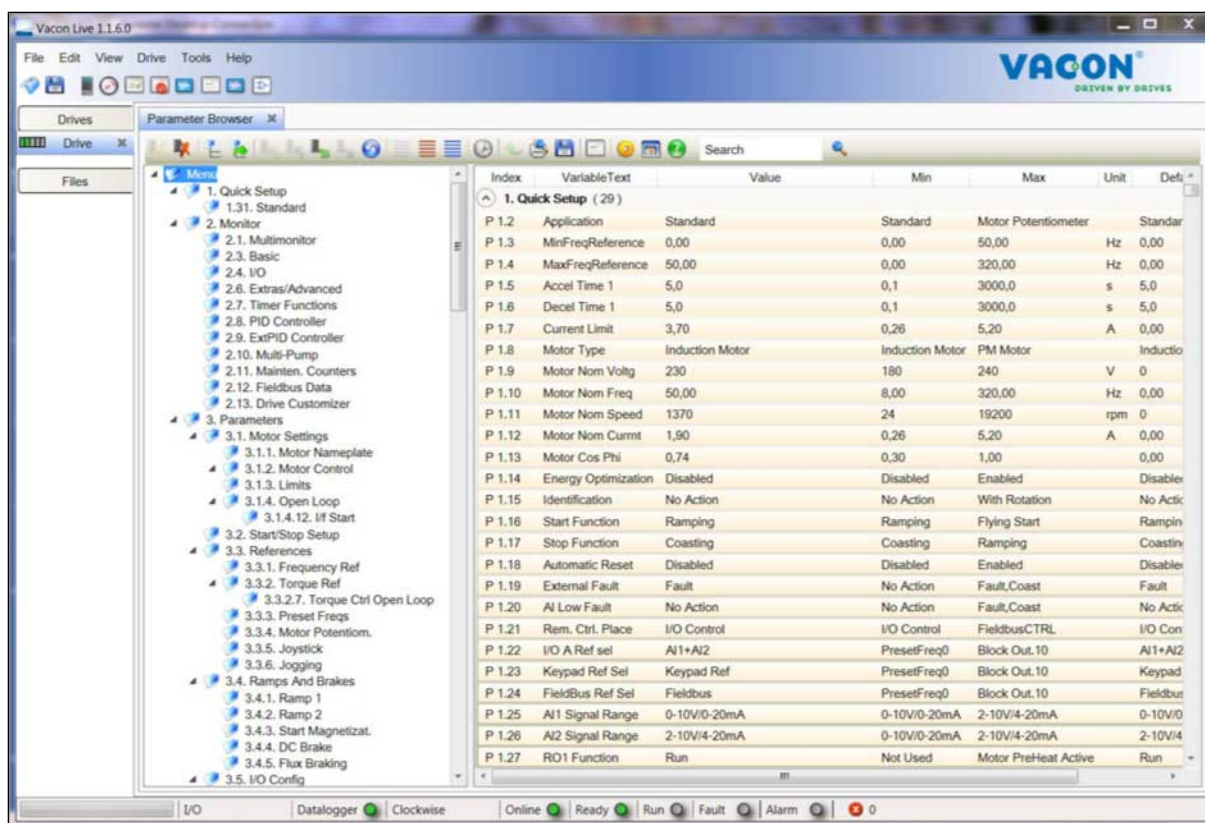 Vacon Live 1.1.6.0
File Edit View Drive Tools Help
VACON®
DRIVEN BY DRIVES
Drives
Drive
Files
Parameter Browser
Search
Menu
1. Quick Setup
1.31. Standard
2. Monitor
2.1. Multimonitor
2.3. Basic
2.4. I/O
2.6. Extras/Advanced
2.7. Timer Functions
2.8. PID Controller
2.9. ExtPID Controller
2.10. Multi-Pump
2.11. Mainten. Counters
2.12. Fieldbus Data
2.13. Drive Customizer
3. Parameters
3.1. Motor Settings
3.1.1. Motor Nameplate
3.1.2. Motor Control
3.1.3. Limits
3.1.4. Open Loop
3.1.4.12. I/f Start
3.2. Start/Stop Setup
3.3. References
3.3.1. Frequency Ref
3.3.2. Torque Ref
3.3.2.7. Torque Ctrl Open Loop
3.3.3. Preset Freqs
3.3.4. Motor Potentiom.
3.3.5. Joystick
3.3.6. Jogging
3.4. Ramps And Brakes
3.4.1. Ramp 1
3.4.2. Ramp 2
3.4.3. Start Magnetizat.
3.4.4. DC Brake
3.4.5. Flux Braking
3.5. I/O Config
Index VariableText Value Min Max Unit Defa
1. Quick Setup (29)
P 1.2 Application Standard Standard Motor Potentiometer Standar
P 1.3 MinFreqReference 0,00 0,00 50,00 Hz 0,00
P 1.4 MaxFreqReference 50,00 0,00 320,00 Hz 0,00
P 1.5 Accel Time 1 5,0 0,1 3000,0 s 5,0
P 1.6 Decel Time 1 5,0 0,1 3000,0 s 5,0
P 1.7 Current Limit 3,70 0,26 5,20 A 0,00
P 1.8 Motor Type Induction Motor Induction Motor PM Motor Inductio
P 1.9 Motor Nom Voltg 230 180 240 V 0
P 1.10 Motor Nom Freq 50,00 8,00 320,00 Hz 0,00
P 1.11 Motor Nom Speed 1370 24 19200 rpm 0
P 1.12 Motor Nom Currnt 1,90 0,26 5,20 A 0,00
P 1.13 Motor Cos Phi 0,74 0,30 1,00 0,00
P 1.14 Energy Optimization Disabled Disabled Enabled Disable
P 1.15 Identification No Action No Action With Rotation No Actic
P 1.16 Start Function Ramping Ramping Flying Start Rampin
P 1.17 Stop Function Coasting Coasting Ramping Coastin
P 1.18 Automatic Reset Disabled Disabled Enabled Disable
P 1.19 External Fault Fault No Action Fault,Coast Fault
P 1.20 AI Low Fault No Action No Action Fault,Coast No Actic
P 1.21 Rem. Ctrl. Place I/O Control I/O Control FieldbusCTRL I/O Con
P 1.22 I/O A Ref sel AI1+AI2 PresetFreq0 Block Out.10 AI1+AI2
P 1.23 Keypad Ref Sel Keypad Ref PresetFreq0 Block Out.10 Keypad
P 1.24 FieldBus Ref Sel Fieldbus PresetFreq0 Block Out.10 Fieldbus
P 1.25 AI1 Signal Range 0-10V/0-20mA 0-10V/0-20mA 2-10V/4-20mA 0-10V/0
P 1.26 AI2 Signal Range 2-10V/4-20mA 0-10V/0-20mA 2-10V/4-20mA 2-10V/4
P 1.27 RO1 Function Run Not Used Motor PreHeat Active Run
I/O Datalogger Clockwise Online Ready Run Fault Alarm 0